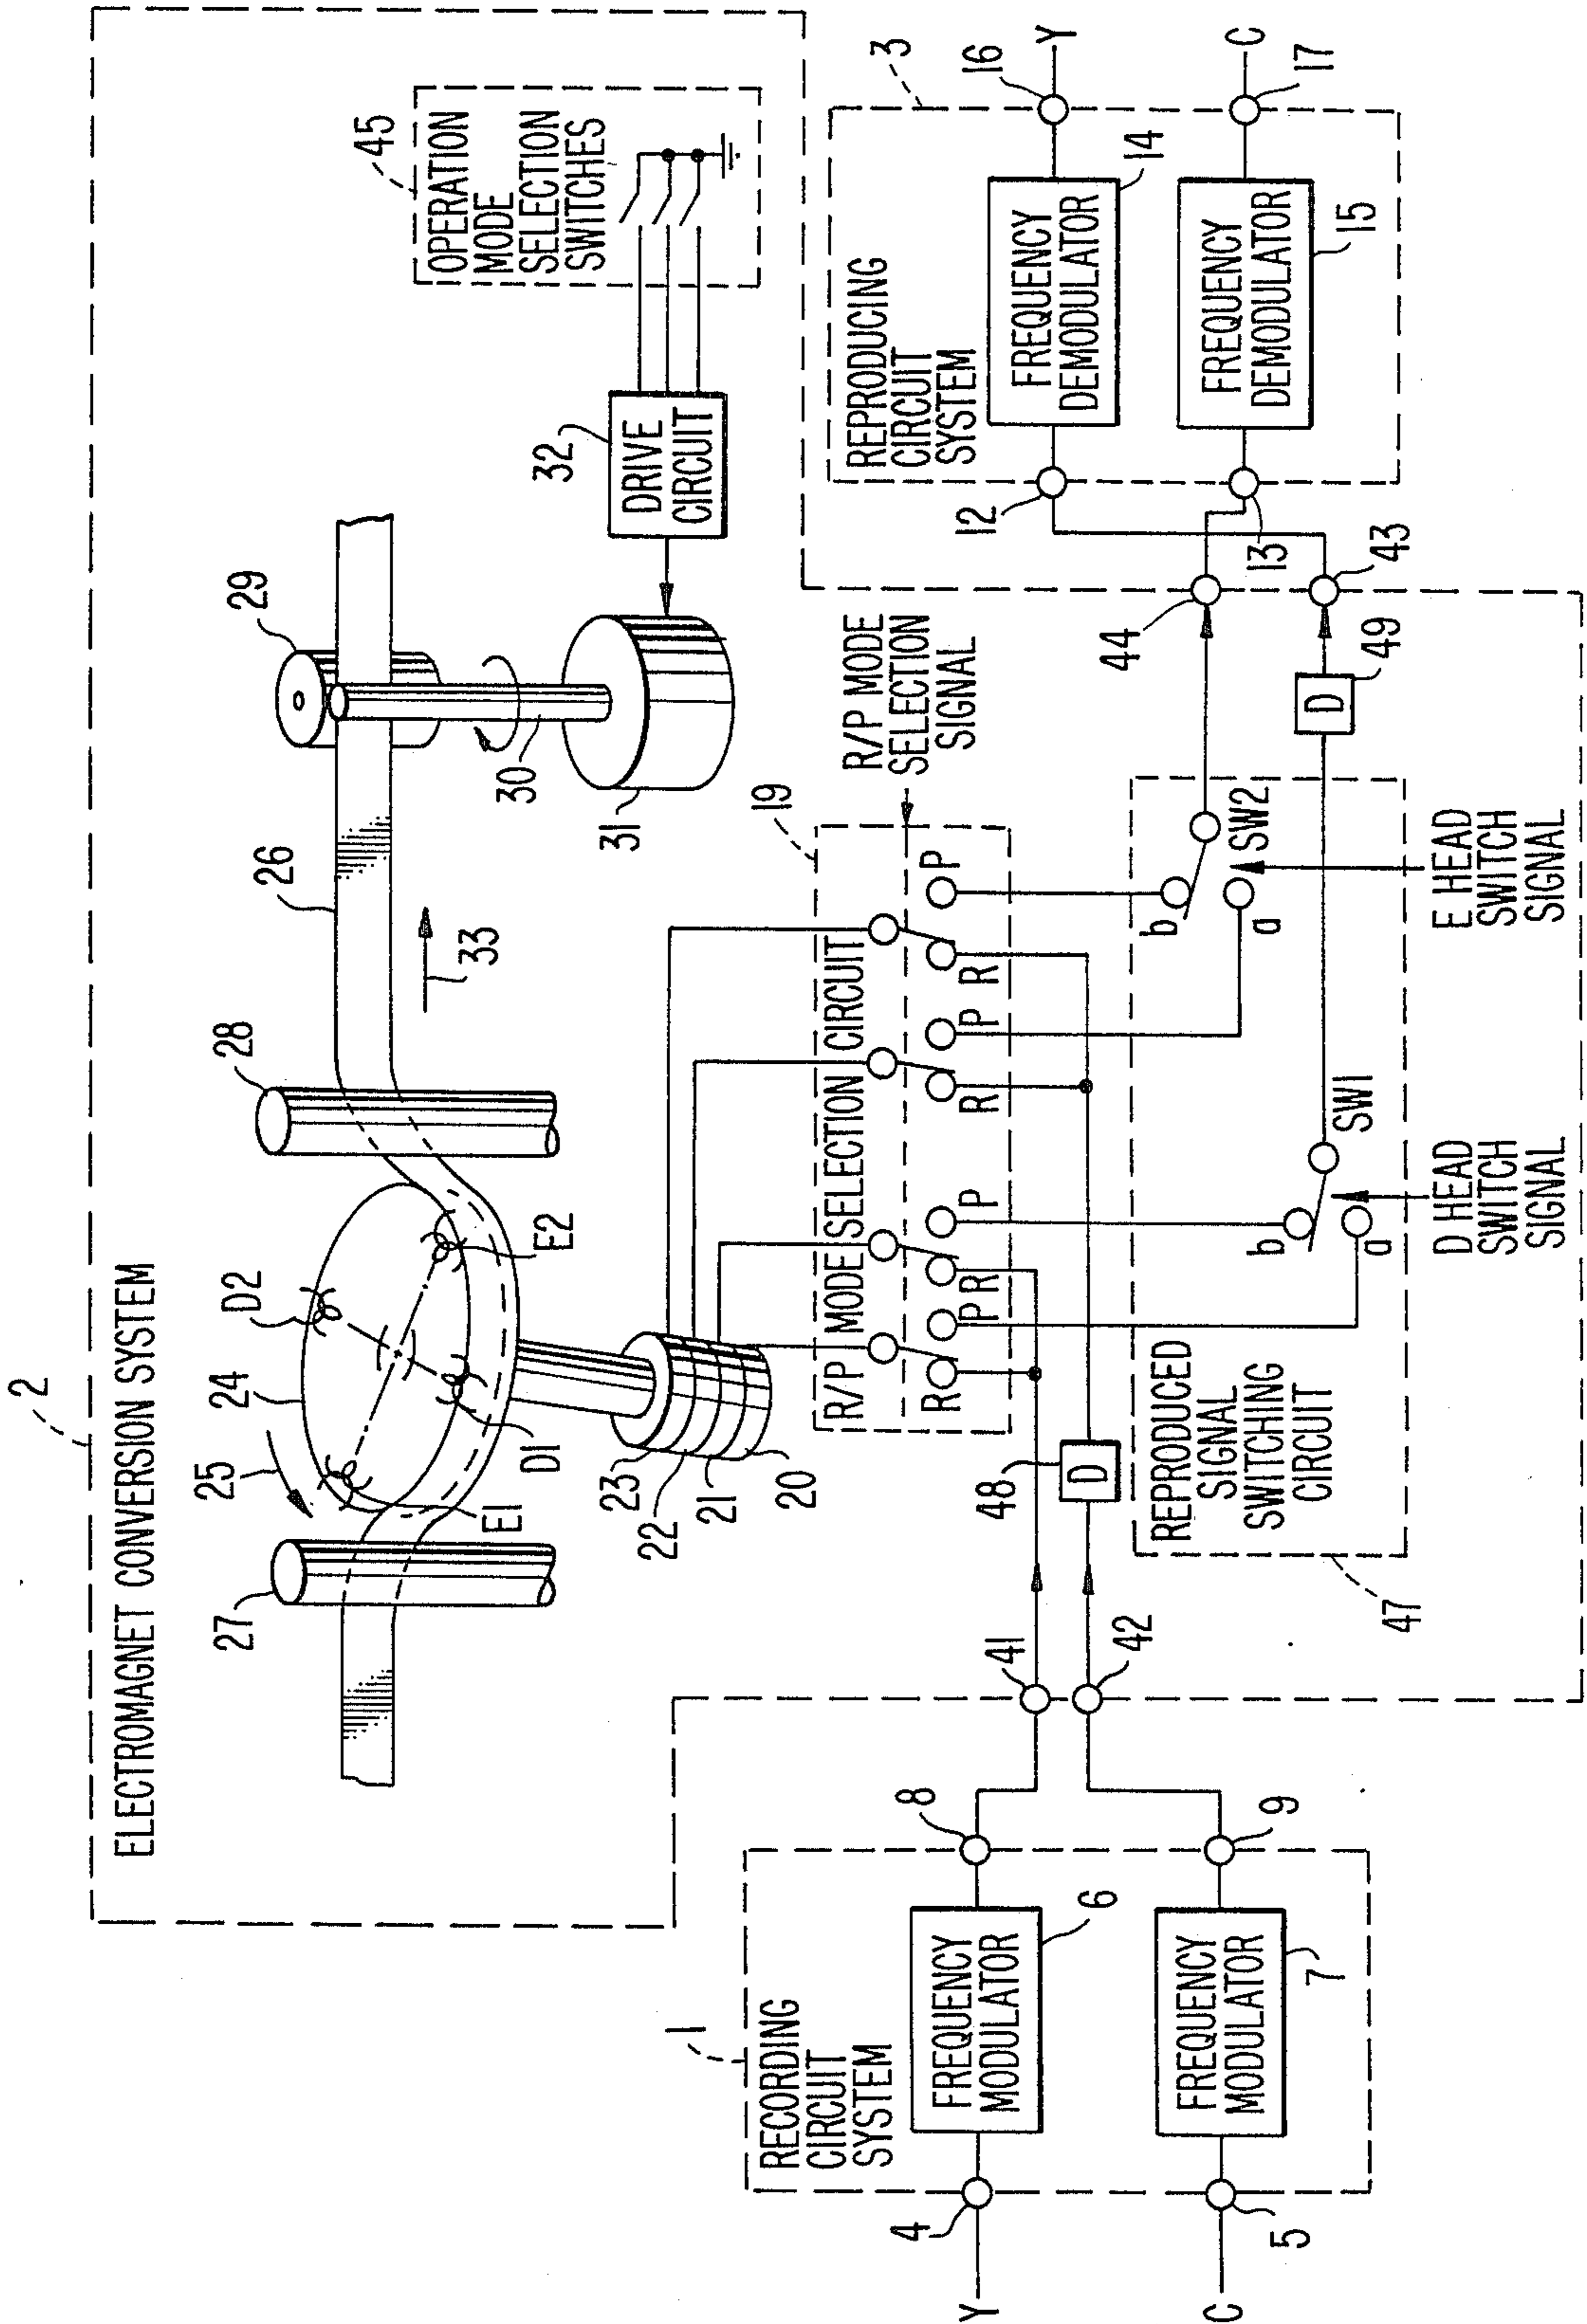 2
ELECTROMAGNET CONVERSION SYSTEM
27
25
24
D2
28
26
29
E1
D1
E2
33
30
31
32
DRIVE
CIRCUIT
45
OPERATION
MODE
SELECTION
SWITCHES
23
22
21
20
19
R/P MODE SELECTION CIRCUIT
R/P MODE
SELECTION
SIGNAL
R
P
R
P
R
P
R
P
1
RECORDING
CIRCUIT
SYSTEM
Y
4
FREQUENCY
MODULATOR
6
8
C
5
FREQUENCY
MODULATOR
7
9
41
42
48
D
REPRODUCED
SIGNAL
SWITCHING
CIRCUIT
47
b
a
SW1
D HEAD
SWITCH
SIGNAL
b
a
SW2
E HEAD
SWITCH
SIGNAL
D
49
44
43
3
REPRODUCING
CIRCUIT
SYSTEM
12
FREQUENCY
DEMODULATOR
14
16
Y
13
FREQUENCY
DEMODULATOR
15
17
C